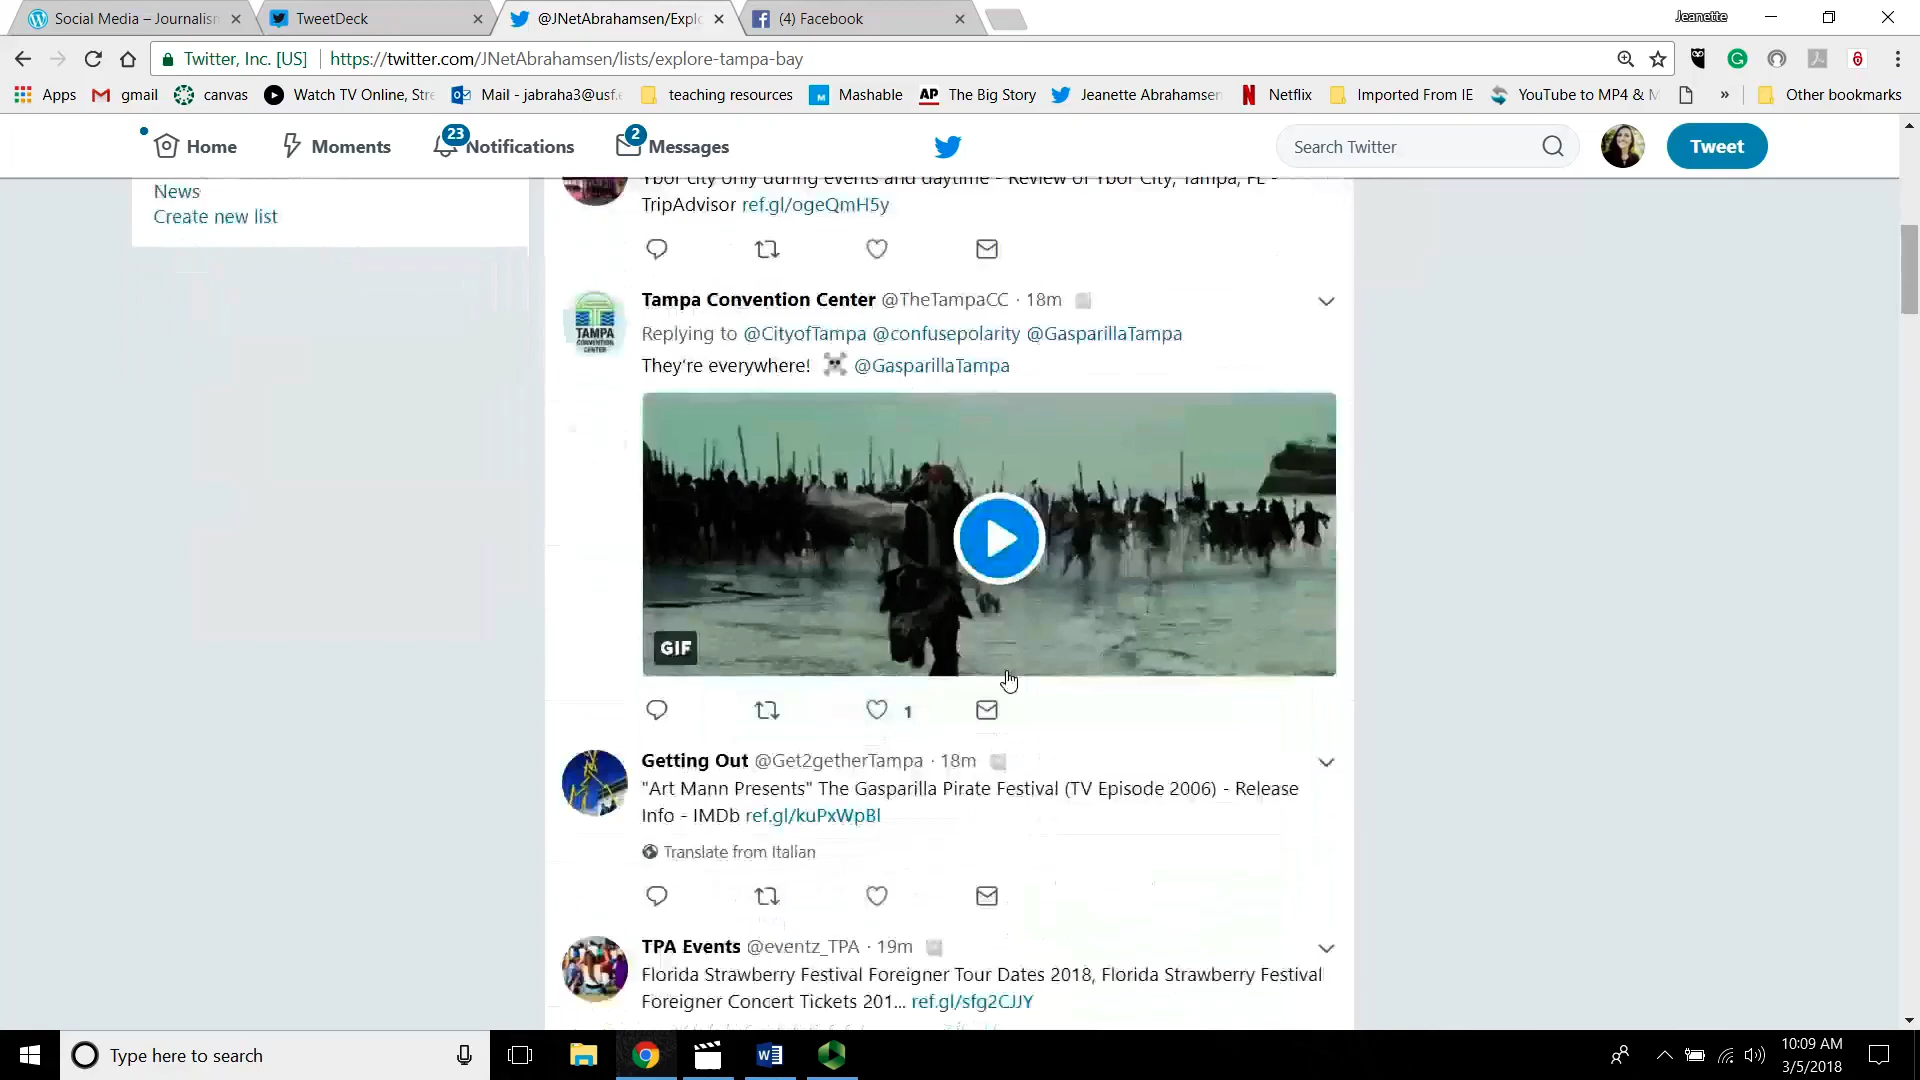 Social Media – Journalism
TweetDeck
@JNetAbrahamsen/Explo
(4) Facebook
Jeanette
Twitter, Inc. [US]
https://twitter.com/JNetAbrahamsen/lists/explore-tampa-bay
Apps
gmail
canvas
Watch TV Online, Stre
Mail - jabraha3@usf.e
teaching resources
Mashable
AP The Big Story
Jeanette Abrahamsen
Netflix
Imported From IE
YouTube to MP4 & M
»
Other bookmarks
Home
Moments
23 Notifications
2 Messages
Search Twitter
Tweet
News
Create new list
Ybor city only during events and daytime - Review of Ybor City, Tampa, FL -
TripAdvisor ref.gl/ogeQmH5y
Tampa Convention Center @TheTampaCC · 18m
Replying to @CityofTampa @confusepolarity @GasparillaTampa
They're everywhere! ☠ @GasparillaTampa
TAMPA
CONVENTION
CENTER
GIF
1
Getting Out @Get2getherTampa · 18m
"Art Mann Presents" The Gasparilla Pirate Festival (TV Episode 2006) - Release
Info - IMDb ref.gl/kuPxWpBl
Translate from Italian
TPA Events @eventz_TPA · 19m
Florida Strawberry Festival Foreigner Tour Dates 2018, Florida Strawberry Festival
Foreigner Concert Tickets 201... ref.gl/sfg2CJJY
Type here to search
10:09 AM
3/5/2018